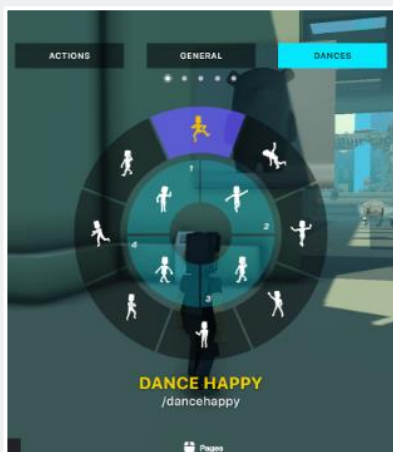 ACTIONS GENERAL DANCES
1
2
4
3
DANCE HAPPY
/dancehappy
Pages